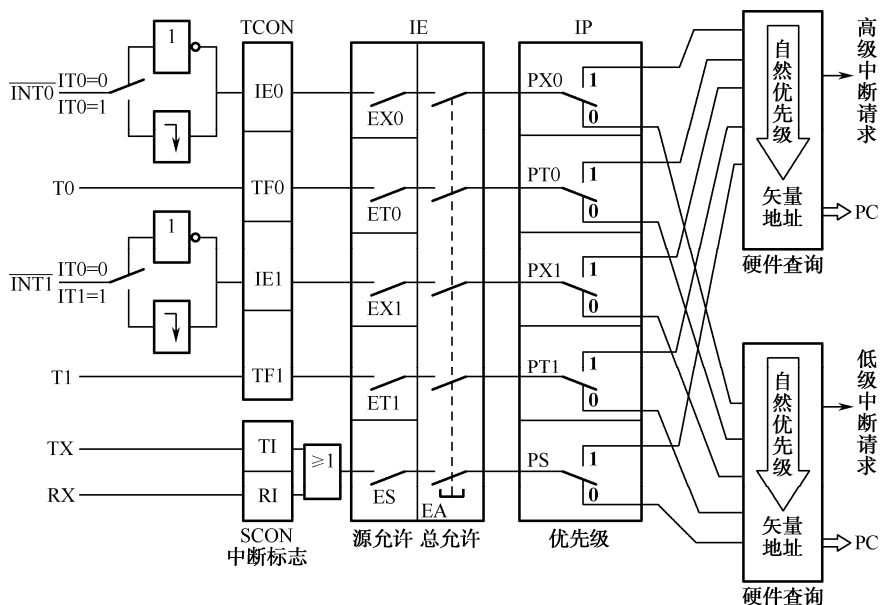 TCON
IE
IP
1
INT0
IT0=0
IT0=1
IE0
EX0
PX0
1
0
T0
TF0
ET0
PT0
1
0
1
INT1
IT0=0
IT1=1
IE1
EX1
PX1
1
0
T1
TF1
ET1
PT1
1
0
TX
TI
≥1
RX
RI
ES
EA
PS
1
0
SCON
中断标志
源允许
总允许
优先级
自然优先级
矢量
地址
高级中断请求
PC
硬件查询
自然优先级
矢量
地址
低级中断请求
PC
硬件查询